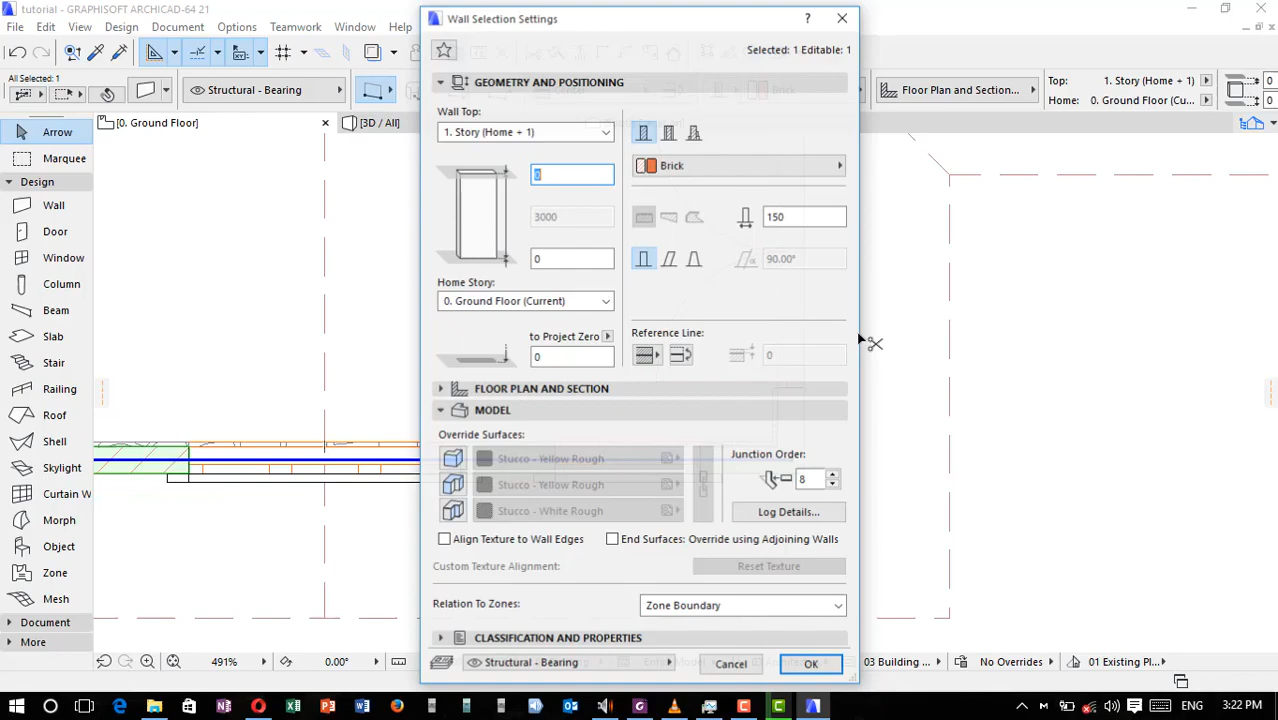 tutorial - GRAPHISOFT ARCHICAD-64 21
File Edit View Design Document Options Teamwork Window Help
All Selected: 1
Structural - Bearing
Floor Plan and Section...
Top: 1. Story (Home + 1)
Home: 0. Ground Floor (Cu...
0
0
[0. Ground Floor]
[3D / All]
Arrow
Marquee
Design
Wall
Door
Window
Column
Beam
Slab
Stair
Railing
Roof
Shell
Skylight
Curtain W
Morph
Object
Zone
Mesh
Document
More
Wall Selection Settings
?
Selected: 1 Editable: 1
GEOMETRY AND POSITIONING
Wall Top:
1. Story (Home + 1)
0
3000
0
Home Story:
0. Ground Floor (Current)
to Project Zero
0
Brick
150
90.00°
Reference Line:
0
FLOOR PLAN AND SECTION
MODEL
Override Surfaces:
Stucco - Yellow Rough
Stucco - Yellow Rough
Stucco - White Rough
Junction Order:
8
Log Details...
Align Texture to Wall Edges
End Surfaces: Override using Adjoining Walls
Custom Texture Alignment:
Reset Texture
Relation To Zones:
Zone Boundary
CLASSIFICATION AND PROPERTIES
Structural - Bearing
Cancel
OK
491%
0.00°
03 Building ...
No Overrides
01 Existing Pl...
ENG
3:22 PM